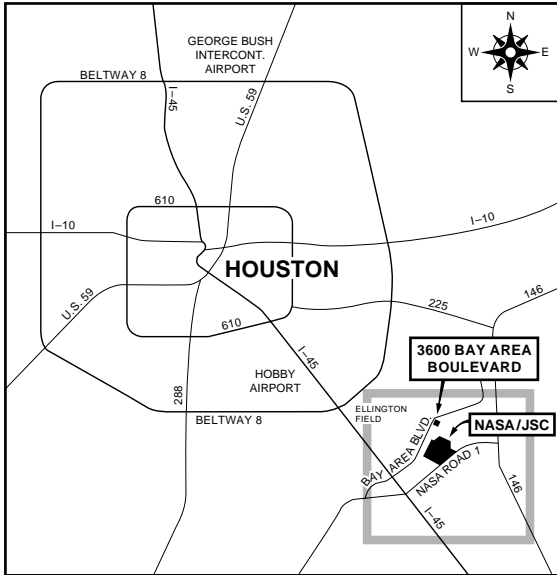 N
W E
S
GEORGE BUSH
INTERCONT.
AIRPORT
BELTWAY 8
I–45
U.S. 59
610
I–10
I–10
HOUSTON
U.S. 59
146
225
610
I–45
3600 BAY AREA
BOULEVARD
HOBBY
AIRPORT
288
ELLINGTON
FIELD
NASA/JSC
BELTWAY 8
BAY AREA BLVD.
NASA ROAD 1
146
I–45